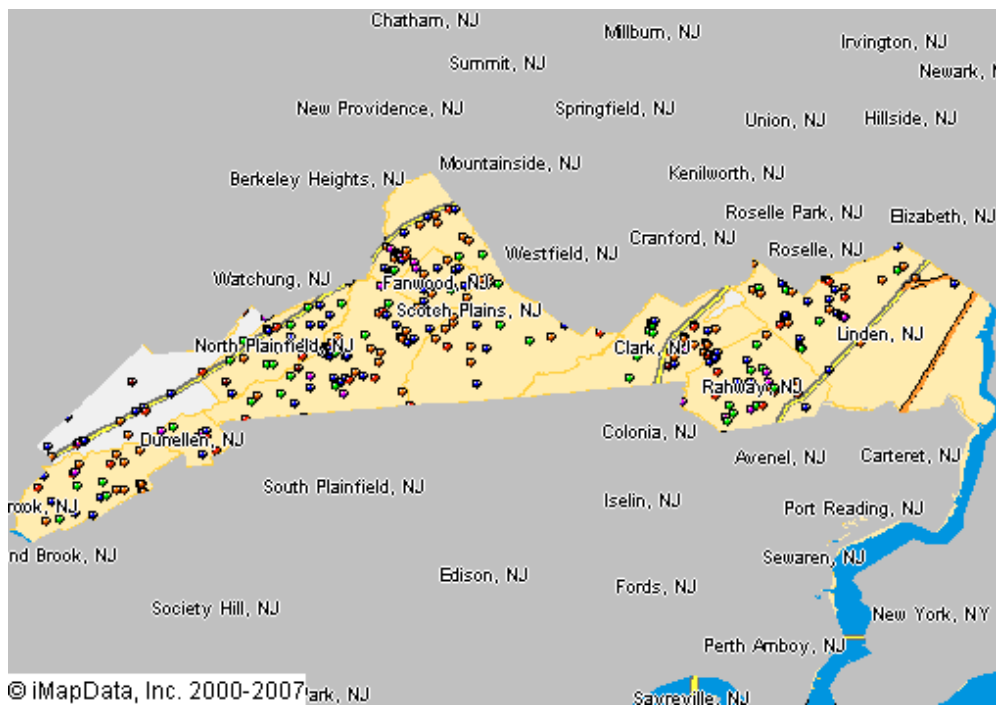 Chatham, NJ
Millburn, NJ
Irvington, NJ
Summit, NJ
Newark, N
New Providence, NJ
Springfield, NJ
Union, NJ
Hillside, NJ
Mountainside, NJ
Berkeley Heights, NJ
Kenilworth, NJ
Roselle Park, NJ
Elizabeth, NJ
Cranford, NJ
Westfield, NJ
Roselle, NJ
Watchung, NJ
Fanwood, NJ
Scotch Plains, NJ
Linden, NJ
North Plainfield, NJ
Clark, NJ
Rahway, NJ
Dunellen, NJ
Colonia, NJ
Avenel, NJ
Carteret, NJ
South Plainfield, NJ
Iselin, NJ
rook, NJ
Port Reading, NJ
nd Brook, NJ
Sewaren, NJ
Edison, NJ
Fords, NJ
Society Hill, NJ
New York, NY
Perth Amboy, NJ
© iMapData, Inc. 2000-2007
ark, NJ
Sayreville, NJ